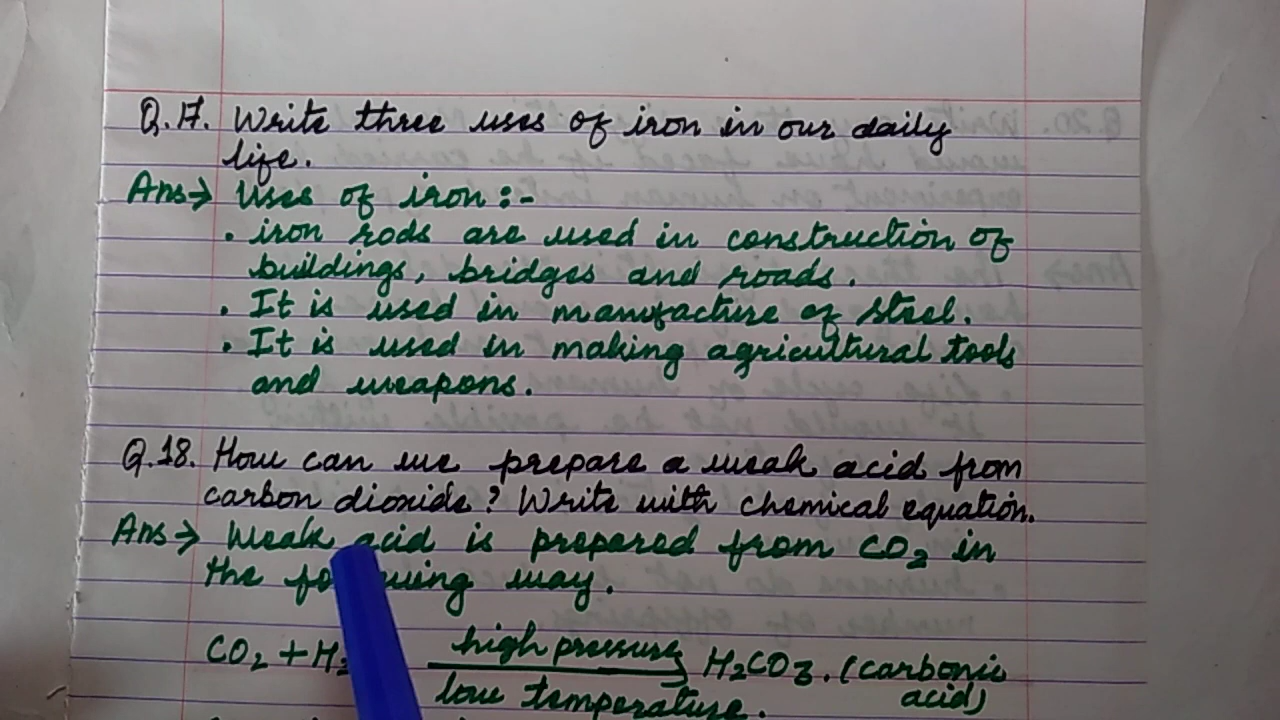 Q.17. Write three uses of iron in our daily
life.
Ans→ Uses of iron :-
• iron rods are used in construction of
buildings, bridges and roads.
• It is used in manufacture of steel.
• It is used in making agricultural tools
and weapons.
Q.18. How can we prepare a weak acid from
carbon dioxide? Write with chemical equation.
Ans→ Weak acid is prepared from CO₂ in
the way.
CO₂ + high pressure H₂CO₃. (carbonic
low temperature. acid)